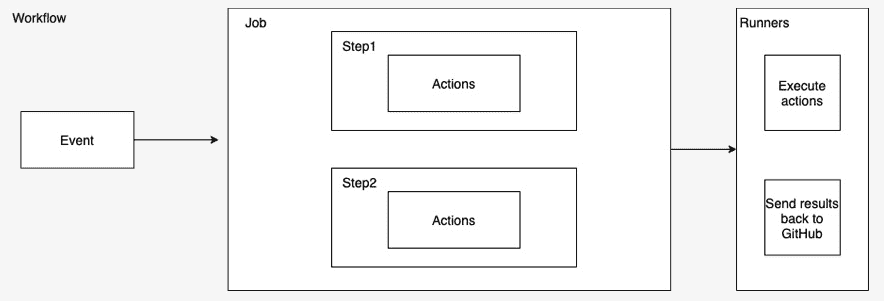 Workflow
Event
Job
Step1
Actions
Step2
Actions
Runners
Execute
actions
Send results
back to
GitHub